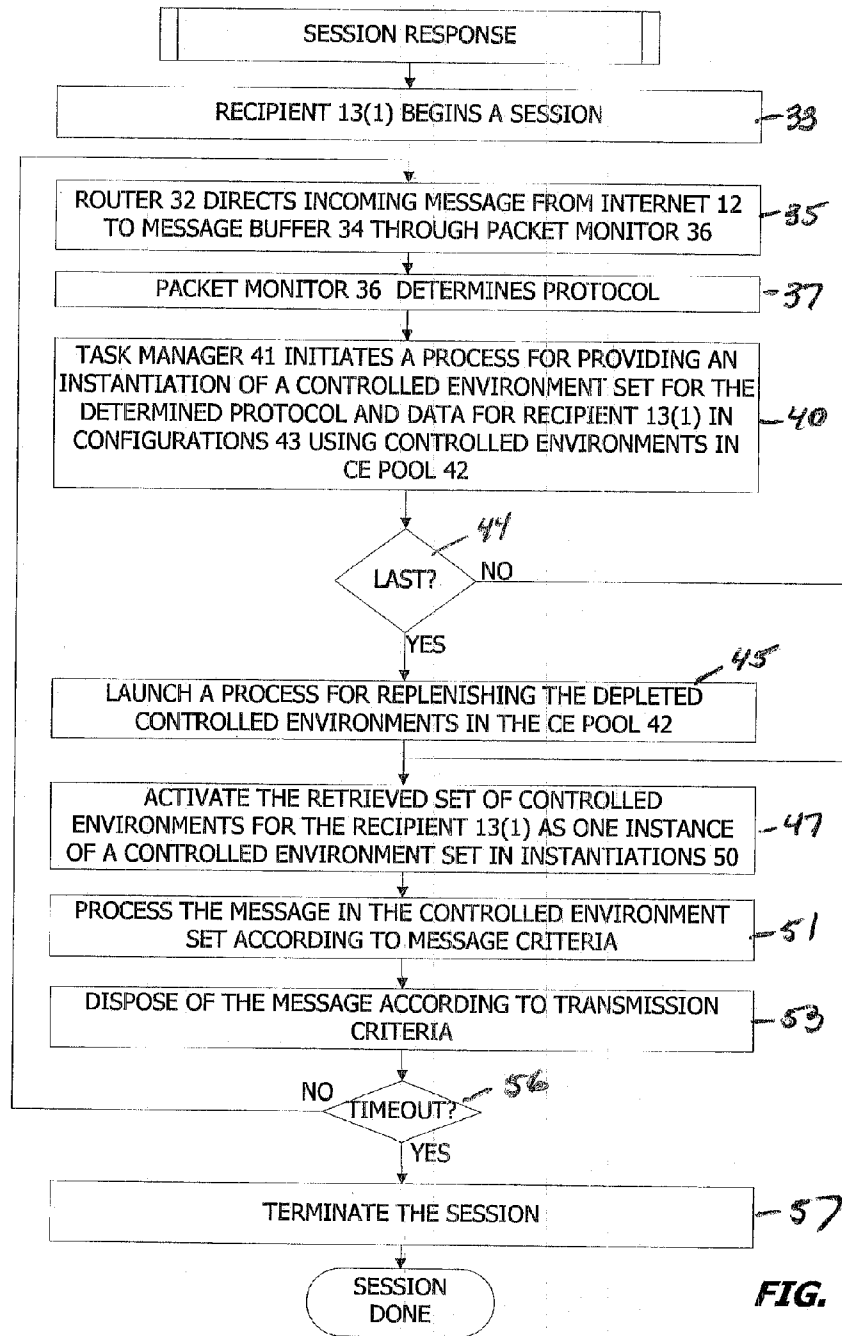 SESSION RESPONSE
RECIPIENT 13(1) BEGINS A SESSION
33
ROUTER 32 DIRECTS INCOMING MESSAGE FROM INTERNET 12
TO MESSAGE BUFFER 34 THROUGH PACKET MONITOR 36
35
PACKET MONITOR 36 DETERMINES PROTOCOL
37
TASK MANAGER 41 INITIATES A PROCESS FOR PROVIDING AN
INSTANTIATION OF A CONTROLLED ENVIRONMENT SET FOR THE
DETERMINED PROTOCOL AND DATA FOR RECIPIENT 13(1) IN
CONFIGURATIONS 43 USING CONTROLLED ENVIRONMENTS IN
CE POOL 42
40
44
LAST?
NO
YES
45
LAUNCH A PROCESS FOR REPLENISHING THE DEPLETED
CONTROLLED ENVIRONMENTS IN THE CE POOL 42
ACTIVATE THE RETRIEVED SET OF CONTROLLED
ENVIRONMENTS FOR THE RECIPIENT 13(1) AS ONE INSTANCE
OF A CONTROLLED ENVIRONMENT SET IN INSTANTIATIONS 50
47
PROCESS THE MESSAGE IN THE CONTROLLED ENVIRONMENT
SET ACCORDING TO MESSAGE CRITERIA
51
DISPOSE OF THE MESSAGE ACCORDING TO TRANSMISSION
CRITERIA
53
NO
TIMEOUT?
56
YES
TERMINATE THE SESSION
57
SESSION
DONE
FIG.